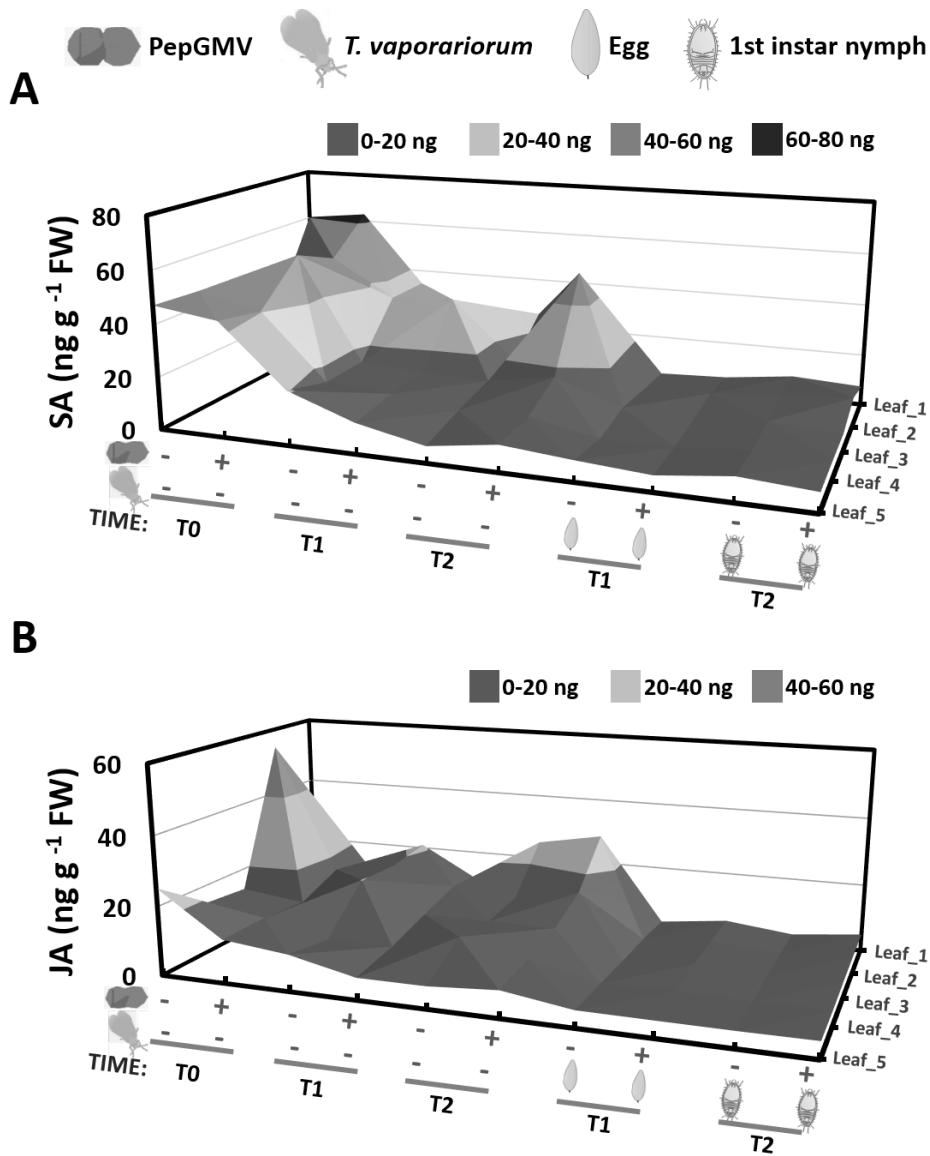 PepGMV T. vaporariorum Egg 1st instar nymph
A
0-20 ng 20-40 ng 40-60 ng 60-80 ng
SA (ng g -1 FW)
80
60
40
20
0
Leaf_1
Leaf_2
Leaf_3
Leaf_4
Leaf_5
- + - + - + - + - +
- - - - - -
TIME: T0 T1 T2 T1 T2
B
0-20 ng 20-40 ng 40-60 ng
JA (ng g -1 FW)
60
40
20
0
Leaf_1
Leaf_2
Leaf_3
Leaf_4
Leaf_5
- + - + - + - + - +
- - - - - -
TIME: T0 T1 T2 T1 T2